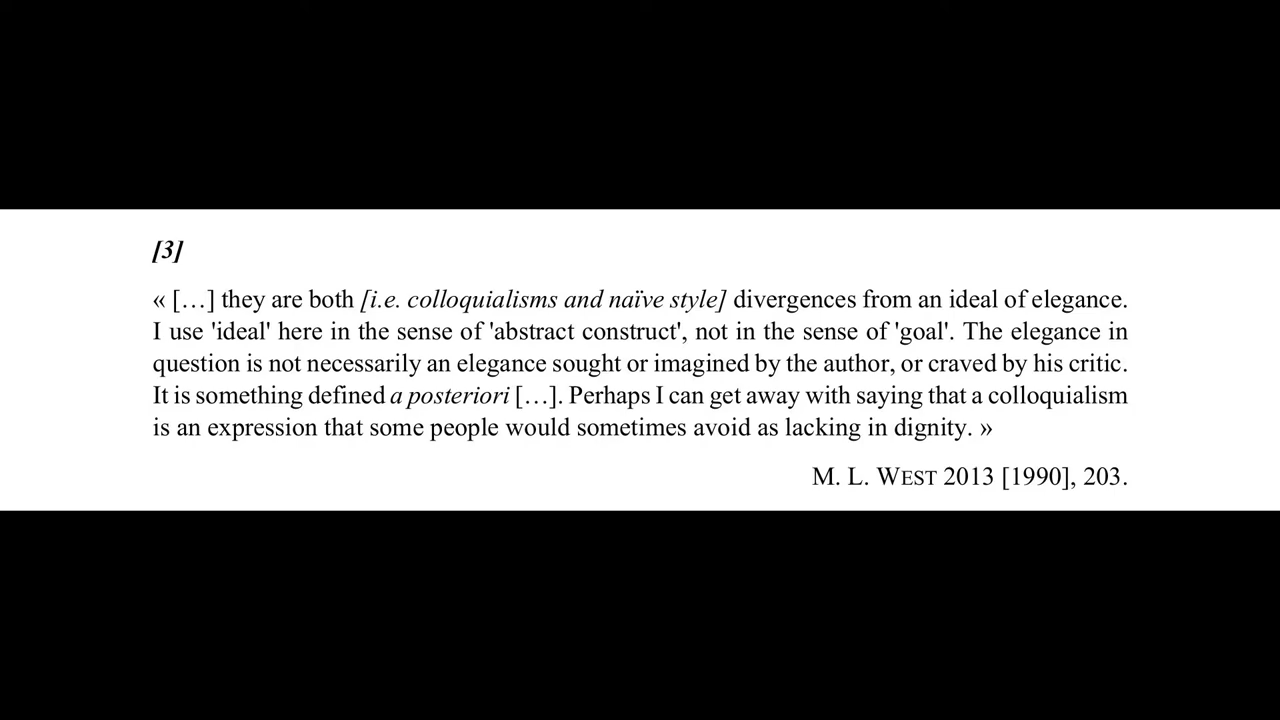 [3]
« […] they are both [i.e. colloquialisms and naïve style] divergences from an ideal of elegance.
I use 'ideal' here in the sense of 'abstract construct', not in the sense of 'goal'. The elegance in
question is not necessarily an elegance sought or imagined by the author, or craved by his critic.
It is something defined a posteriori […]. Perhaps I can get away with saying that a colloquialism
is an expression that some people would sometimes avoid as lacking in dignity. »
M. L. WEST 2013 [1990], 203.